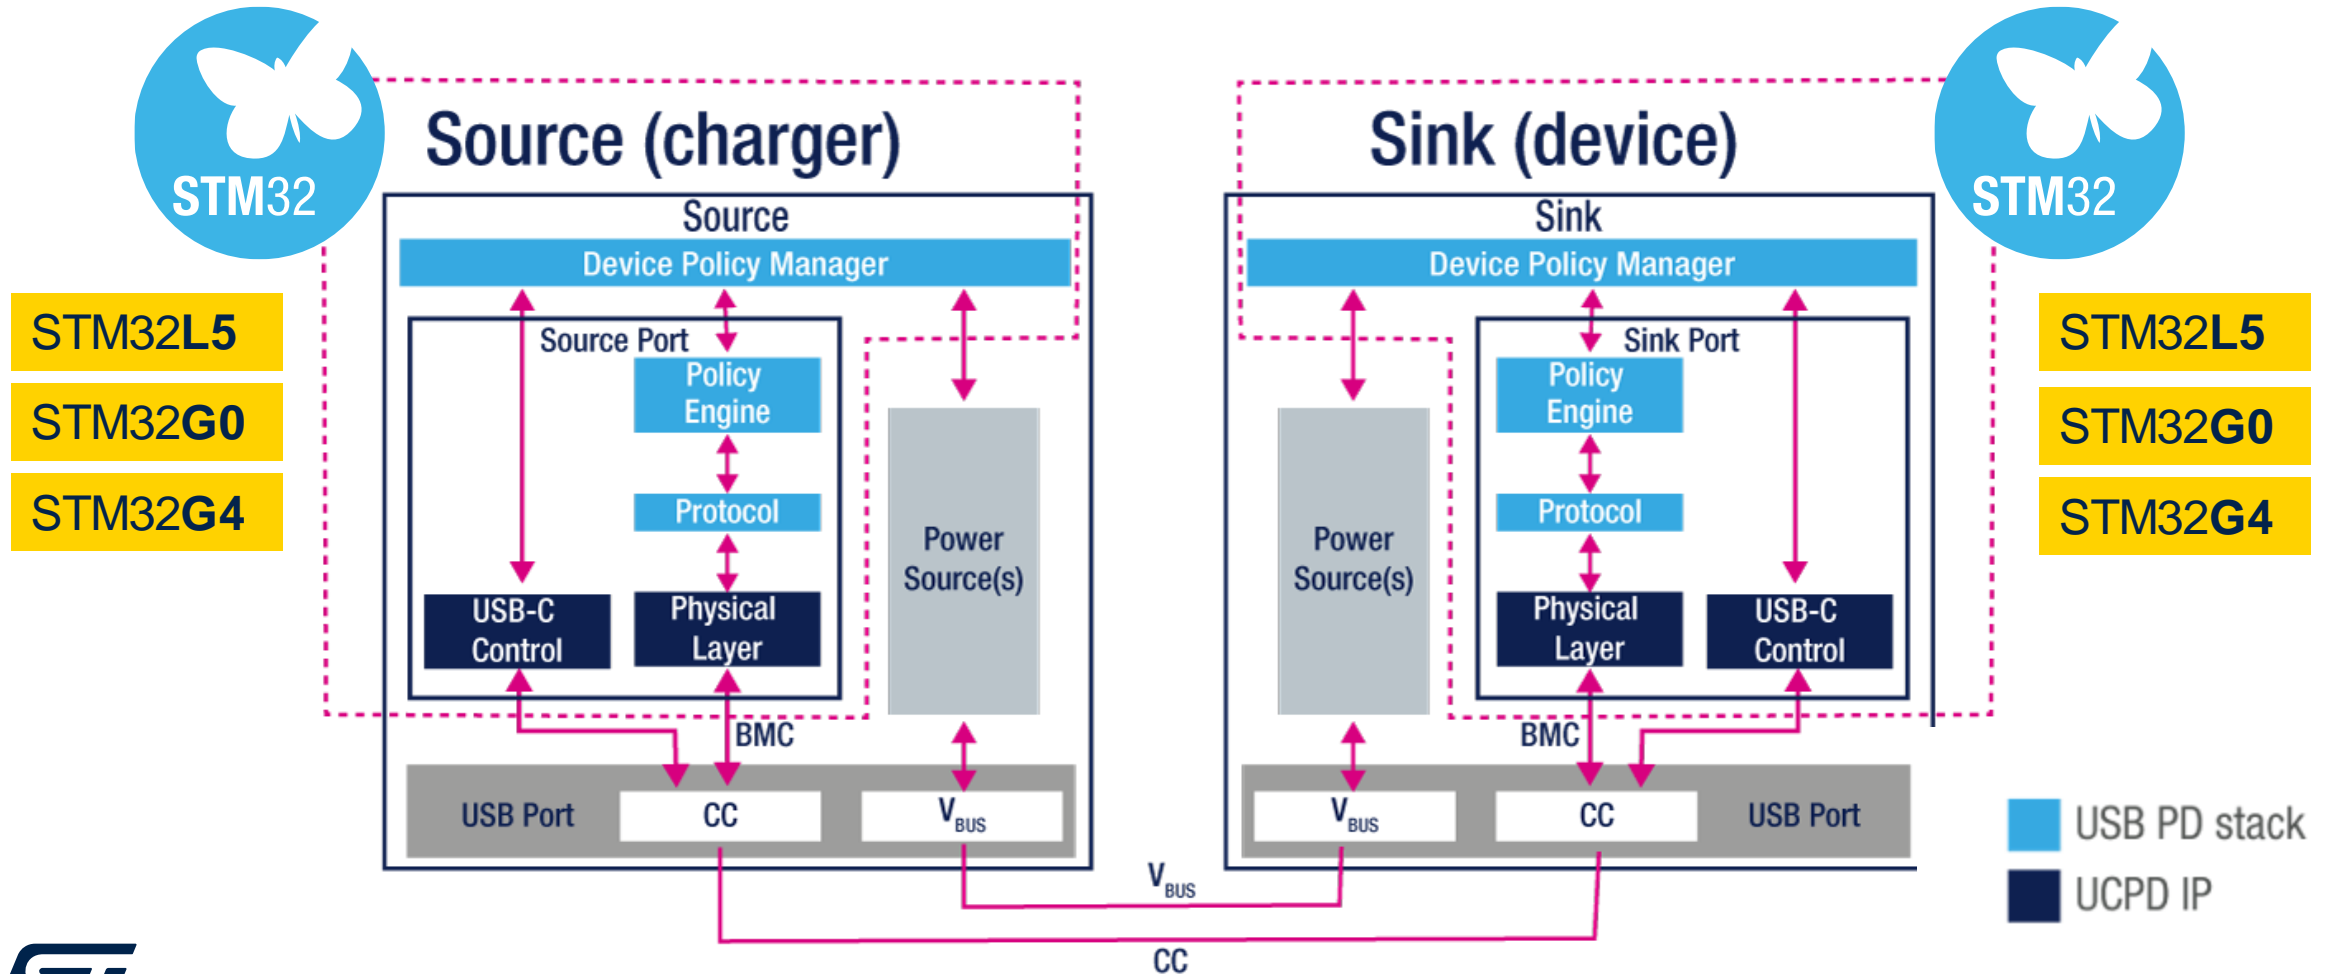 STM32
STM32
Source (charger)
Sink (device)
Source
Device Policy Manager
Source Port
Policy
Engine
Protocol
USB-C
Control
Physical
Layer
Power
Source(s)
BMC
USB Port
CC
VBUS
STM32L5
STM32G0
STM32G4
Sink
Device Policy Manager
Sink Port
Policy
Engine
Protocol
Power
Source(s)
Physical
Layer
USB-C
Control
BMC
VBUS
CC
USB Port
STM32L5
STM32G0
STM32G4
VBUS
CC
USB PD stack
UCPD IP